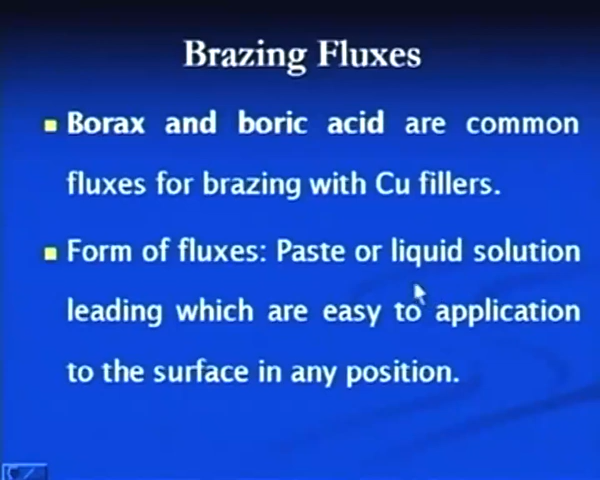 Brazing Fluxes
Borax and boric acid are common
fluxes for brazing with Cu fillers.
Form of fluxes: Paste or liquid solution
leading which are easy to application
to the surface in any position.